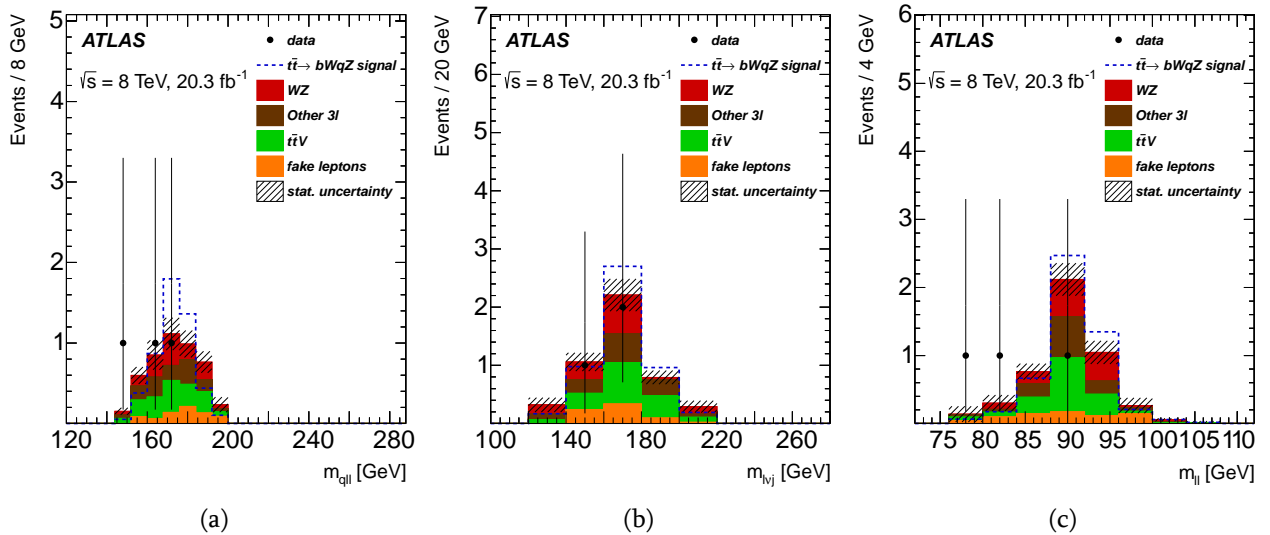 Events / 8 GeV
5
4
3
2
1
ATLAS
√s = 8 TeV, 20.3 fb⁻¹
data
tt̄→ bWqZ signal
WZ
Other 3l
tt̄V
fake leptons
stat. uncertainty
120 160 200 240 280
m_qll [GeV]
(a)
Events / 20 GeV
7
6
5
4
3
2
1
ATLAS
√s = 8 TeV, 20.3 fb⁻¹
data
tt̄→ bWqZ signal
WZ
Other 3l
tt̄V
fake leptons
stat. uncertainty
100 140 180 220 260
m_lνj [GeV]
(b)
Events / 4 GeV
6
5
4
3
2
1
ATLAS
√s = 8 TeV, 20.3 fb⁻¹
data
tt̄→ bWqZ signal
WZ
Other 3l
tt̄V
fake leptons
stat. uncertainty
75 80 85 90 95 100 105 110
m_ll [GeV]
(c)